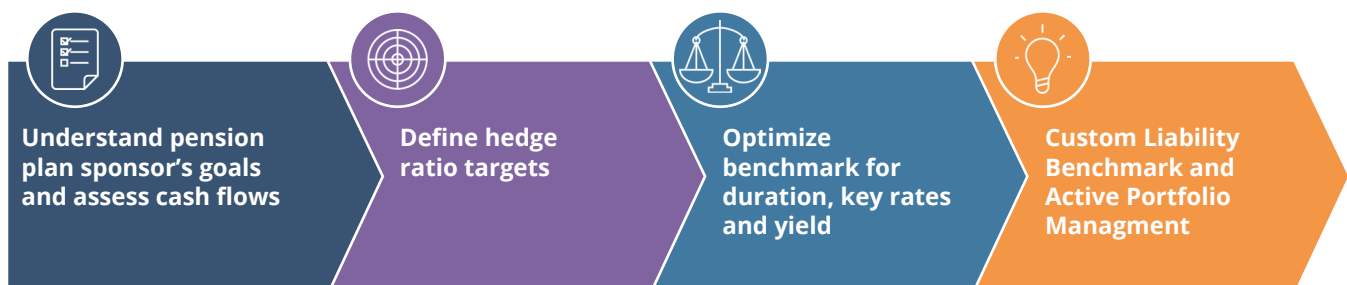 Understand pension
plan sponsor's goals
and assess cash flows
Define hedge
ratio targets
Optimize
benchmark for
duration, key rates
and yield
Custom Liability
Benchmark and
Active Portfolio
Managment